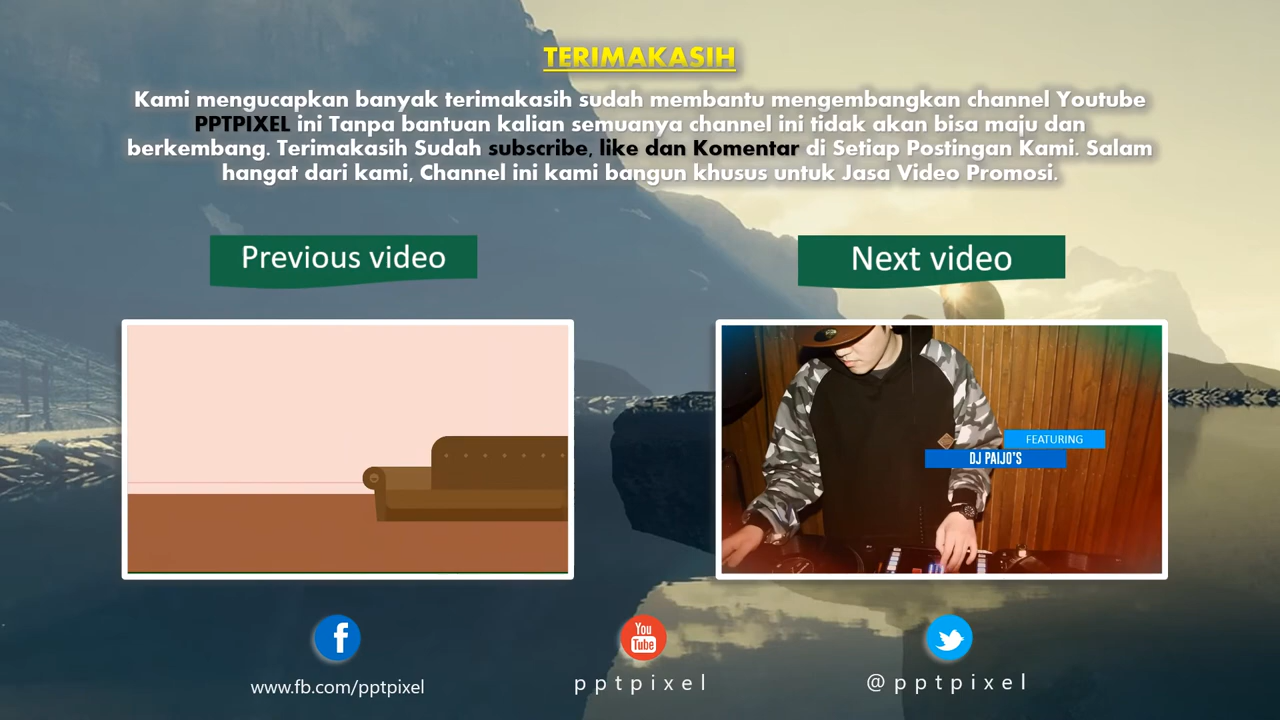 TERIMAKASIH
Kami mengucapkan banyak terimakasih sudah membantu mengembangkan channel Youtube
PPTPIXEL ini Tanpa bantuan kalian semuanya channel ini tidak akan bisa maju dan
berkembang. Terimakasih Sudah subscribe, like dan Komentar di Setiap Postingan Kami. Salam
hangat dari kami, Channel ini kami bangun khusus untuk Jasa Video Promosi.
Previous video
Next video
FEATURING
DJ PAIJO'S
f
You
Tube
www.fb.com/pptpixel
pptpixel
@pptpixel